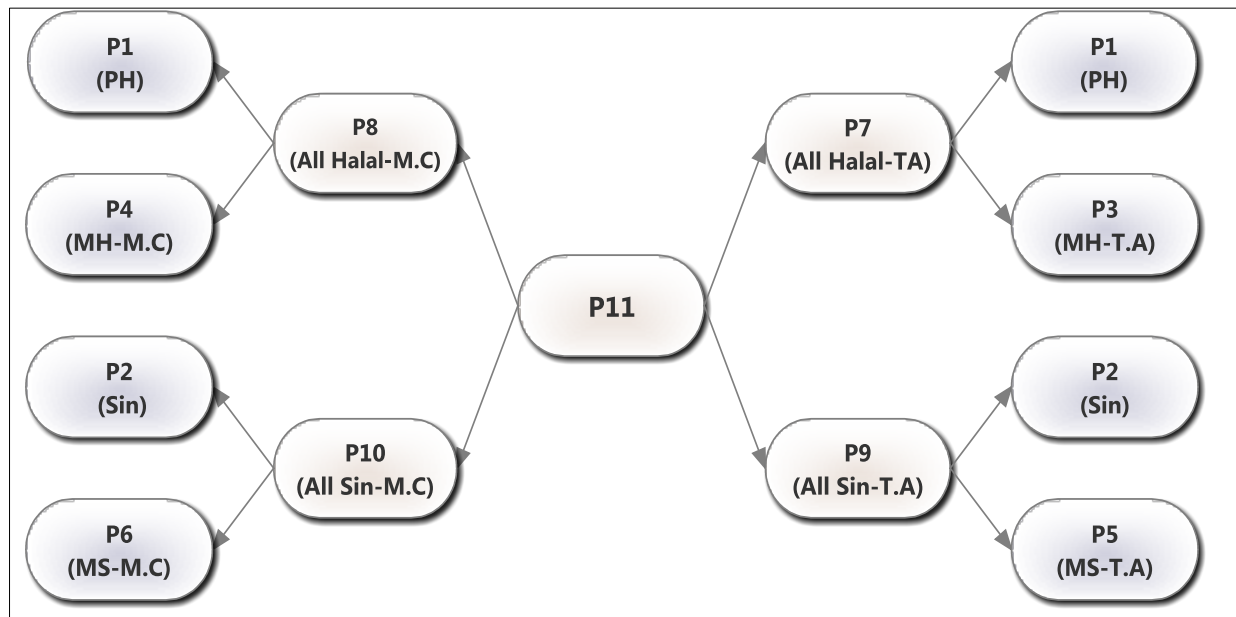 P1
(PH)
P8
(All Halal-M.C)
P4
(MH-M.C)
P2
(Sin)
P10
(All Sin-M.C)
P6
(MS-M.C)
P11
P1
(PH)
P7
(All Halal-TA)
P3
(MH-T.A)
P2
(Sin)
P9
(All Sin-T.A)
P5
(MS-T.A)